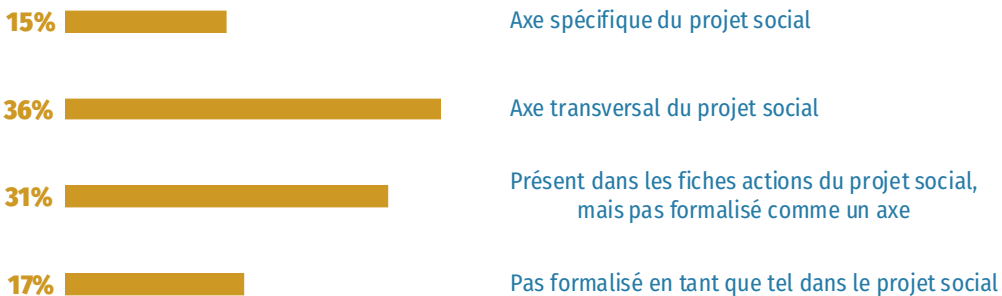 15% Axe spécifique du projet social
36% Axe transversal du projet social
31% Présent dans les fiches actions du projet social,
mais pas formalisé comme un axe
17% Pas formalisé en tant que tel dans le projet social